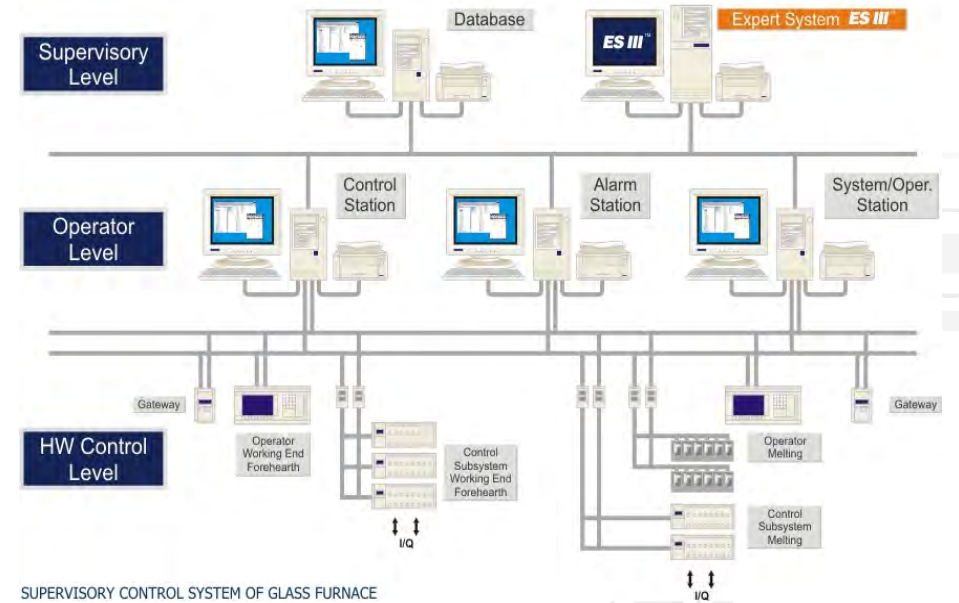 Database
Expert System ES III™
Supervisory
Level
ES III™
Control
Station
Alarm
Station
System/Oper.
Station
Operator
Level
Gateway
Operator
Working End
Forehearth
Control
Subsystem
Working End
Forehearth
Operator
Melting
Gateway
HW Control
Level
Control
Subsystem
Melting
I/Q
I/Q
SUPERVISORY CONTROL SYSTEM OF GLASS FURNACE